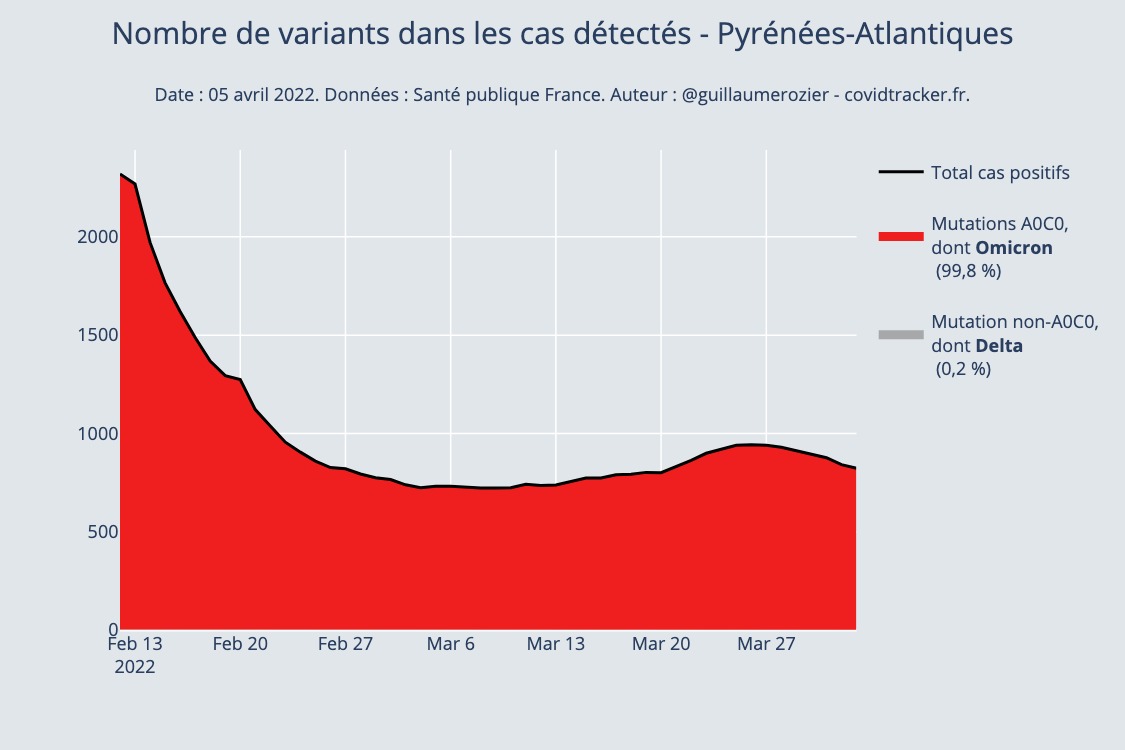 Nombre de variants dans les cas détectés - Pyrénées-Atlantiques
Date : 05 avril 2022. Données : Santé publique France. Auteur : @guillaumerozier - covidtracker.fr.
Total cas positifs
Mutations A0C0,
dont Omicron
(99,8 %)
Mutation non-A0C0,
dont Delta
(0,2 %)
2000
1500
1000
500
0
Feb 13
2022
Feb 20
Feb 27
Mar 6
Mar 13
Mar 20
Mar 27